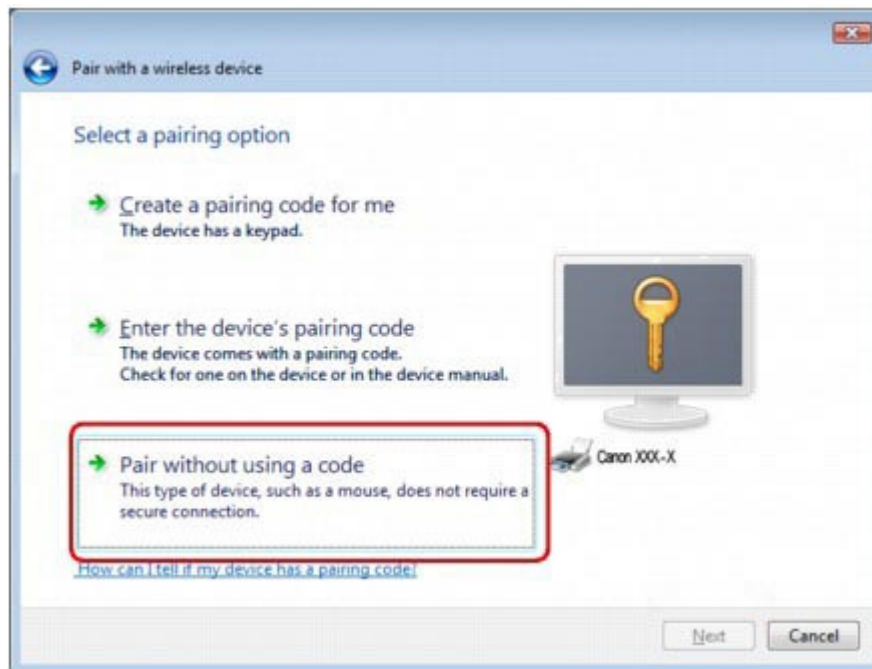 Pair with a wireless device
Select a pairing option
Create a pairing code for me
The device has a keypad.
Enter the device's pairing code
The device comes with a pairing code.
Check for one on the device or in the device manual.
Pair without using a code
This type of device, such as a mouse, does not require a
secure connection.
Canon XXX-X
How can I tell if my device has a pairing code?
Next
Cancel